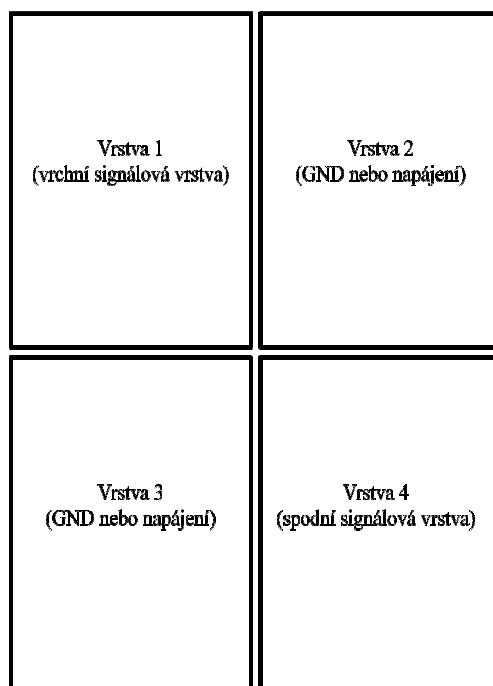 Vrstva 1
(vrchní signálová vrstva)
Vrstva 2
(GND nebo napájení)
Vrstva 3
(GND nebo napájení)
Vrstva 4
(spodní signálová vrstva)